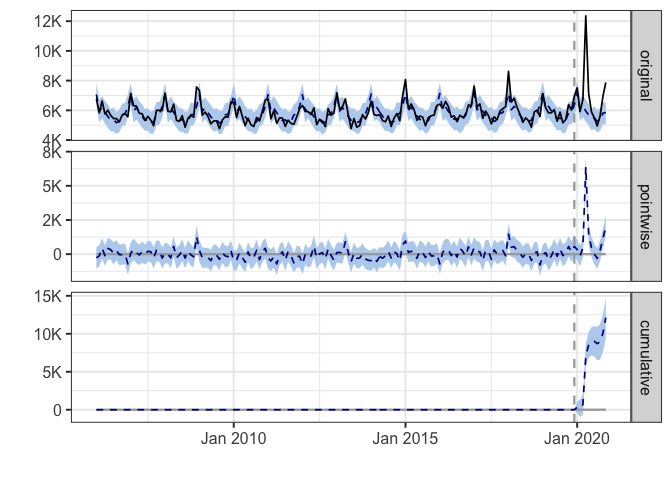 12K
10K
8K
6K
4K
original
8K
5K
2K
0
pointwise
15K
10K
5K
0
cumulative
Jan 2010
Jan 2015
Jan 2020